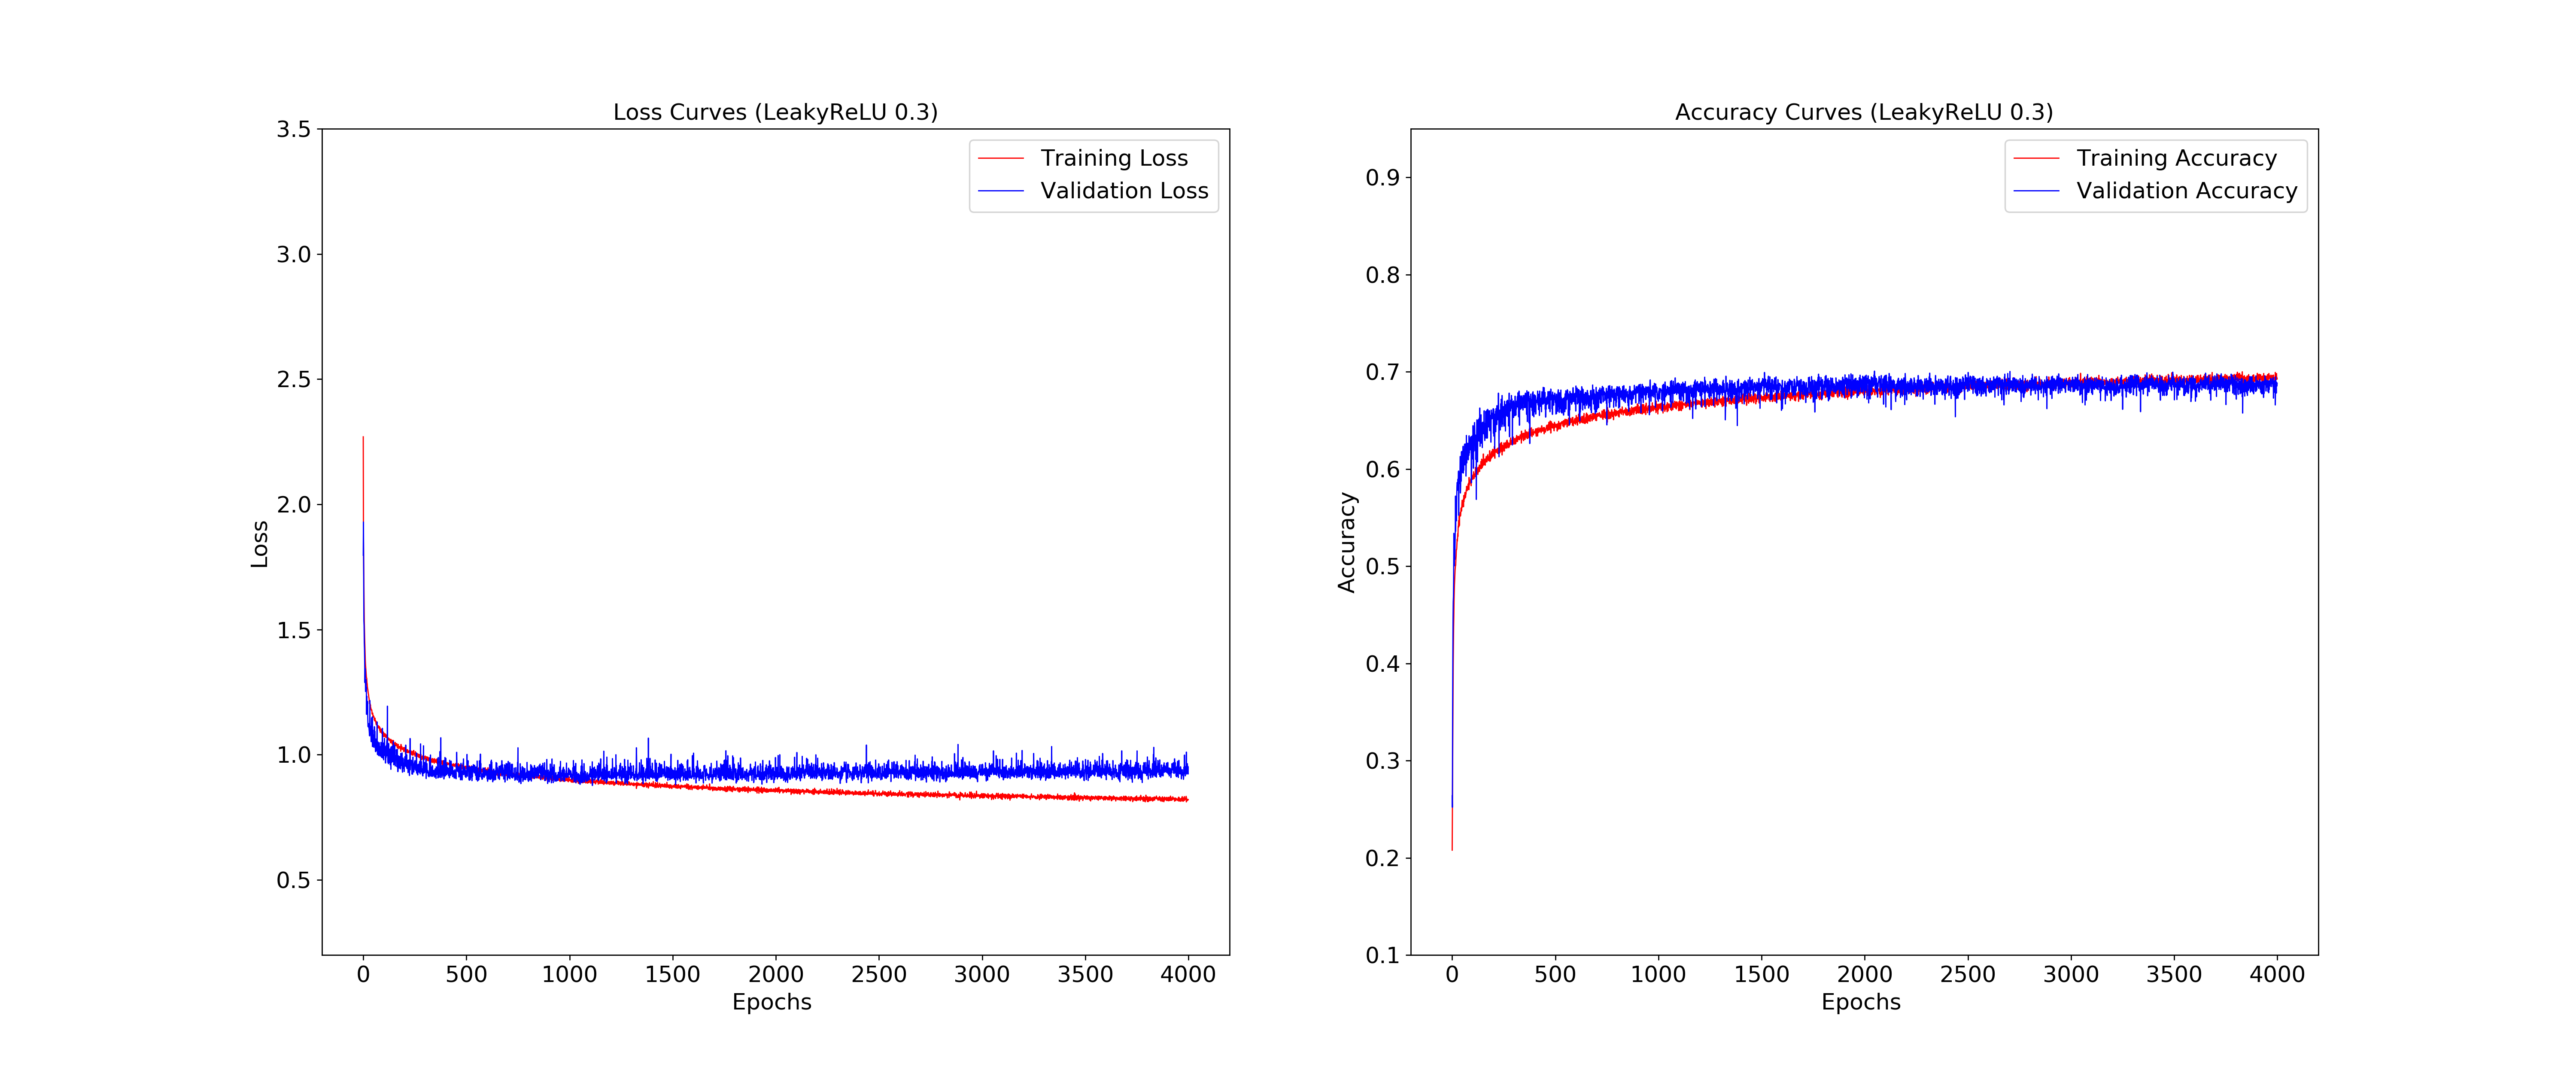 Loss Curves (LeakyReLU 0.3)
3.5
3.0
2.5
2.0
1.5
1.0
0.5
Loss
Training Loss
Validation Loss
0 500 1000 1500 2000 2500 3000 3500 4000
Epochs
Accuracy Curves (LeakyReLU 0.3)
0.9
0.8
0.7
0.6
0.5
0.4
0.3
0.2
0.1
Accuracy
Training Accuracy
Validation Accuracy
0 500 1000 1500 2000 2500 3000 3500 4000
Epochs